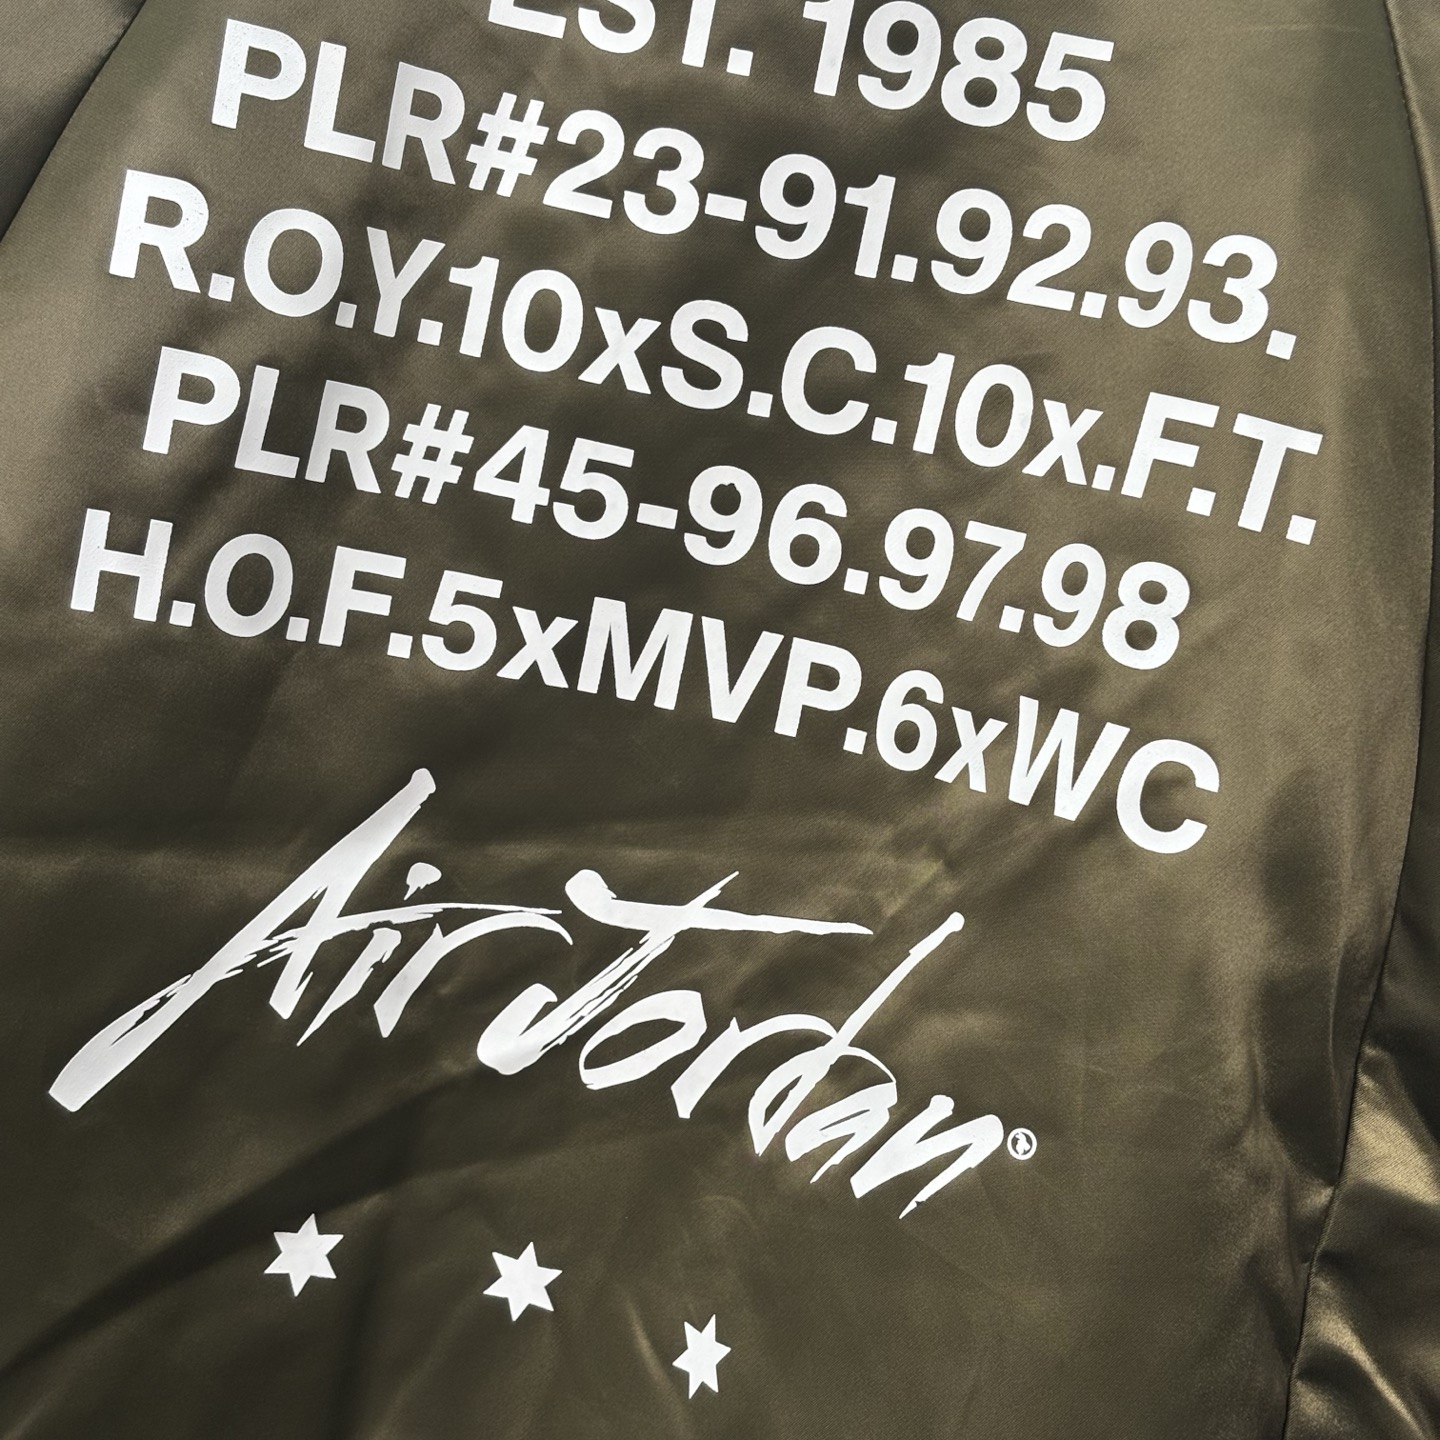 EST. 1985
PLR#23-91.92.93.
R.O.Y.10xS.C.10x.F.T.
PLR#45-96.97.98
H.O.F.5xMVP.6xWC
Air Jordan